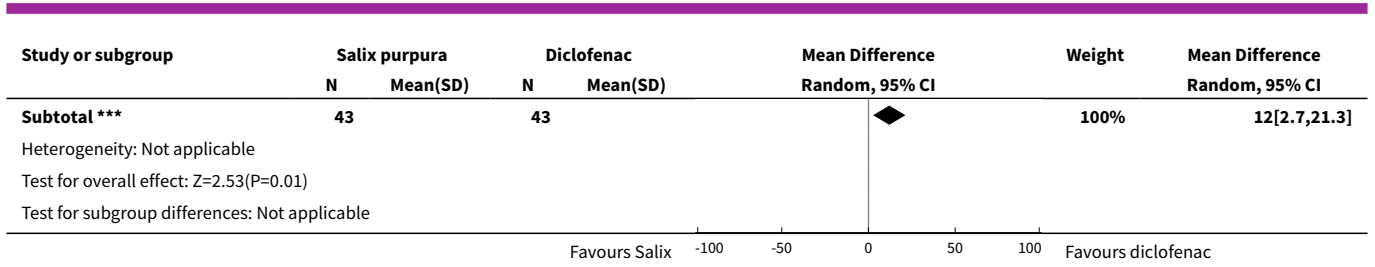 Study or subgroup Salix purpura Diclofenac Mean Difference Weight Mean Difference
N Mean(SD) N Mean(SD) Random, 95% CI Random, 95% CI
Subtotal *** 43 43 100% 12[2.7,21.3]
Heterogeneity: Not applicable
Test for overall effect: Z=2.53(P=0.01)
Test for subgroup differences: Not applicable
Favours Salix -100 -50 0 50 100 Favours diclofenac